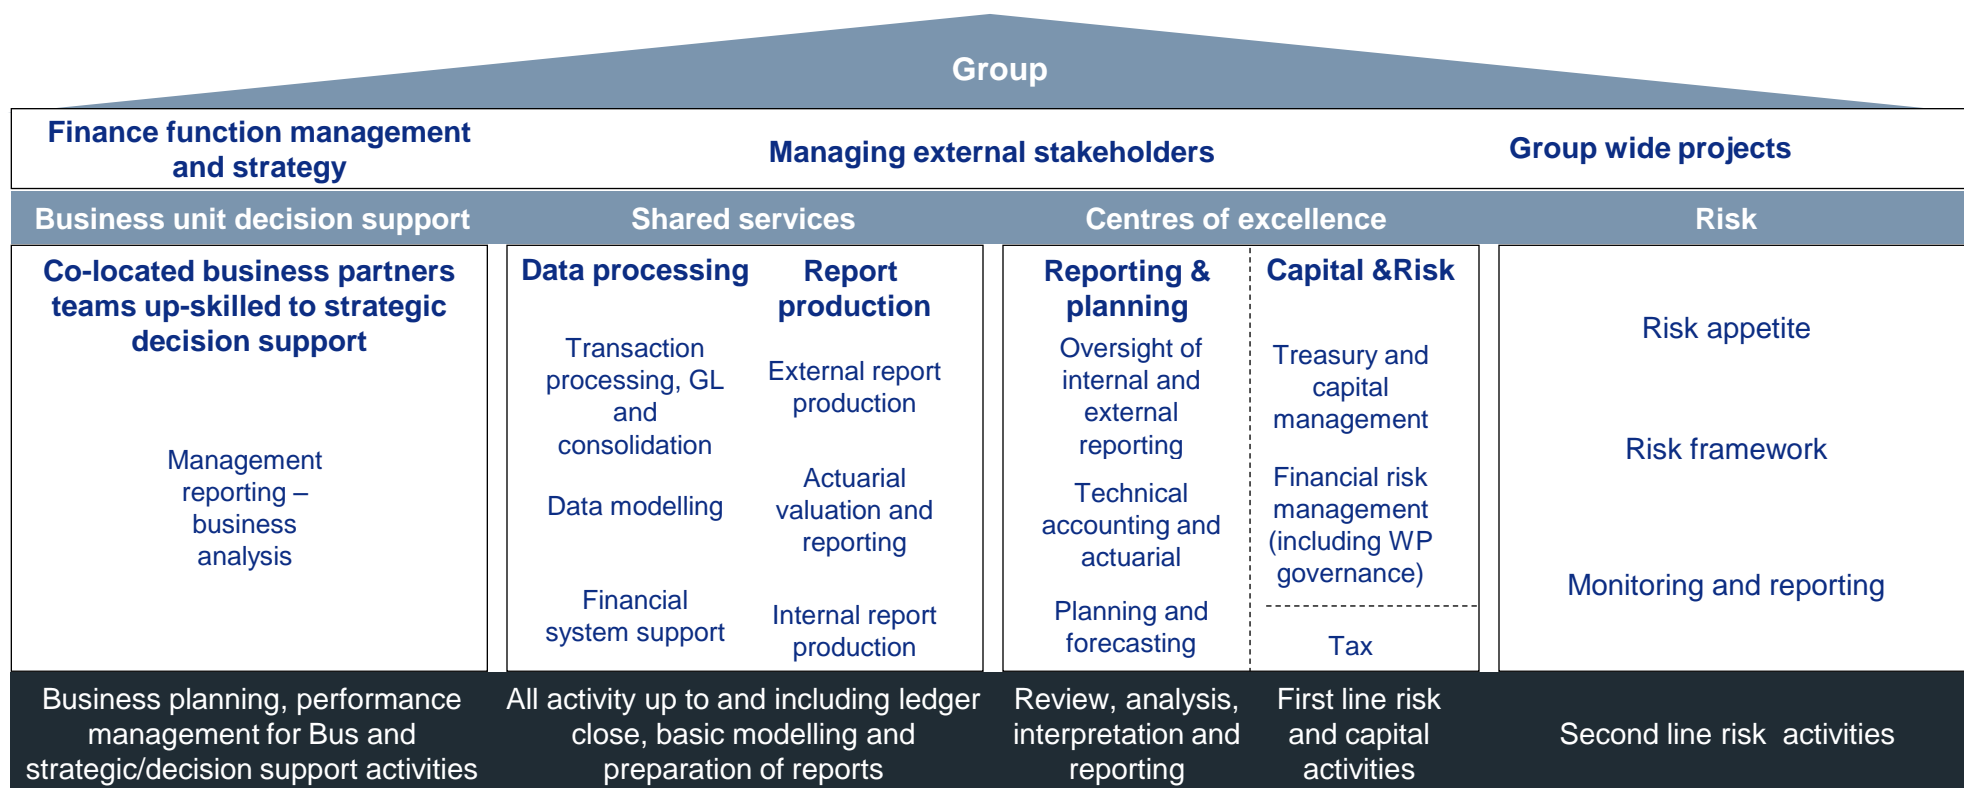 Group
Finance function management
and strategy
Managing external stakeholders
Group wide projects
Business unit decision support
Shared services
Centres of excellence
Risk
Co-located business partners
teams up-skilled to strategic
decision support
Management
reporting –
business
analysis
Data processing
Transaction
processing, GL
and
consolidation
Data modelling
Financial
system support
Report
production
External report
production
Actuarial
valuation and
reporting
Internal report
production
Reporting &
planning
Oversight of
internal and
external
reporting
Technical
accounting and
actuarial
Planning and
forecasting
Capital &Risk
Treasury and
capital
management
Financial risk
management
(including WP
governance)
Tax
Risk appetite
Risk framework
Monitoring and reporting
Business planning, performance
management for Bus and
strategic/decision support activities
All activity up to and including ledger
close, basic modelling and
preparation of reports
Review, analysis,
interpretation and
reporting
First line risk
and capital
activities
Second line risk  activities